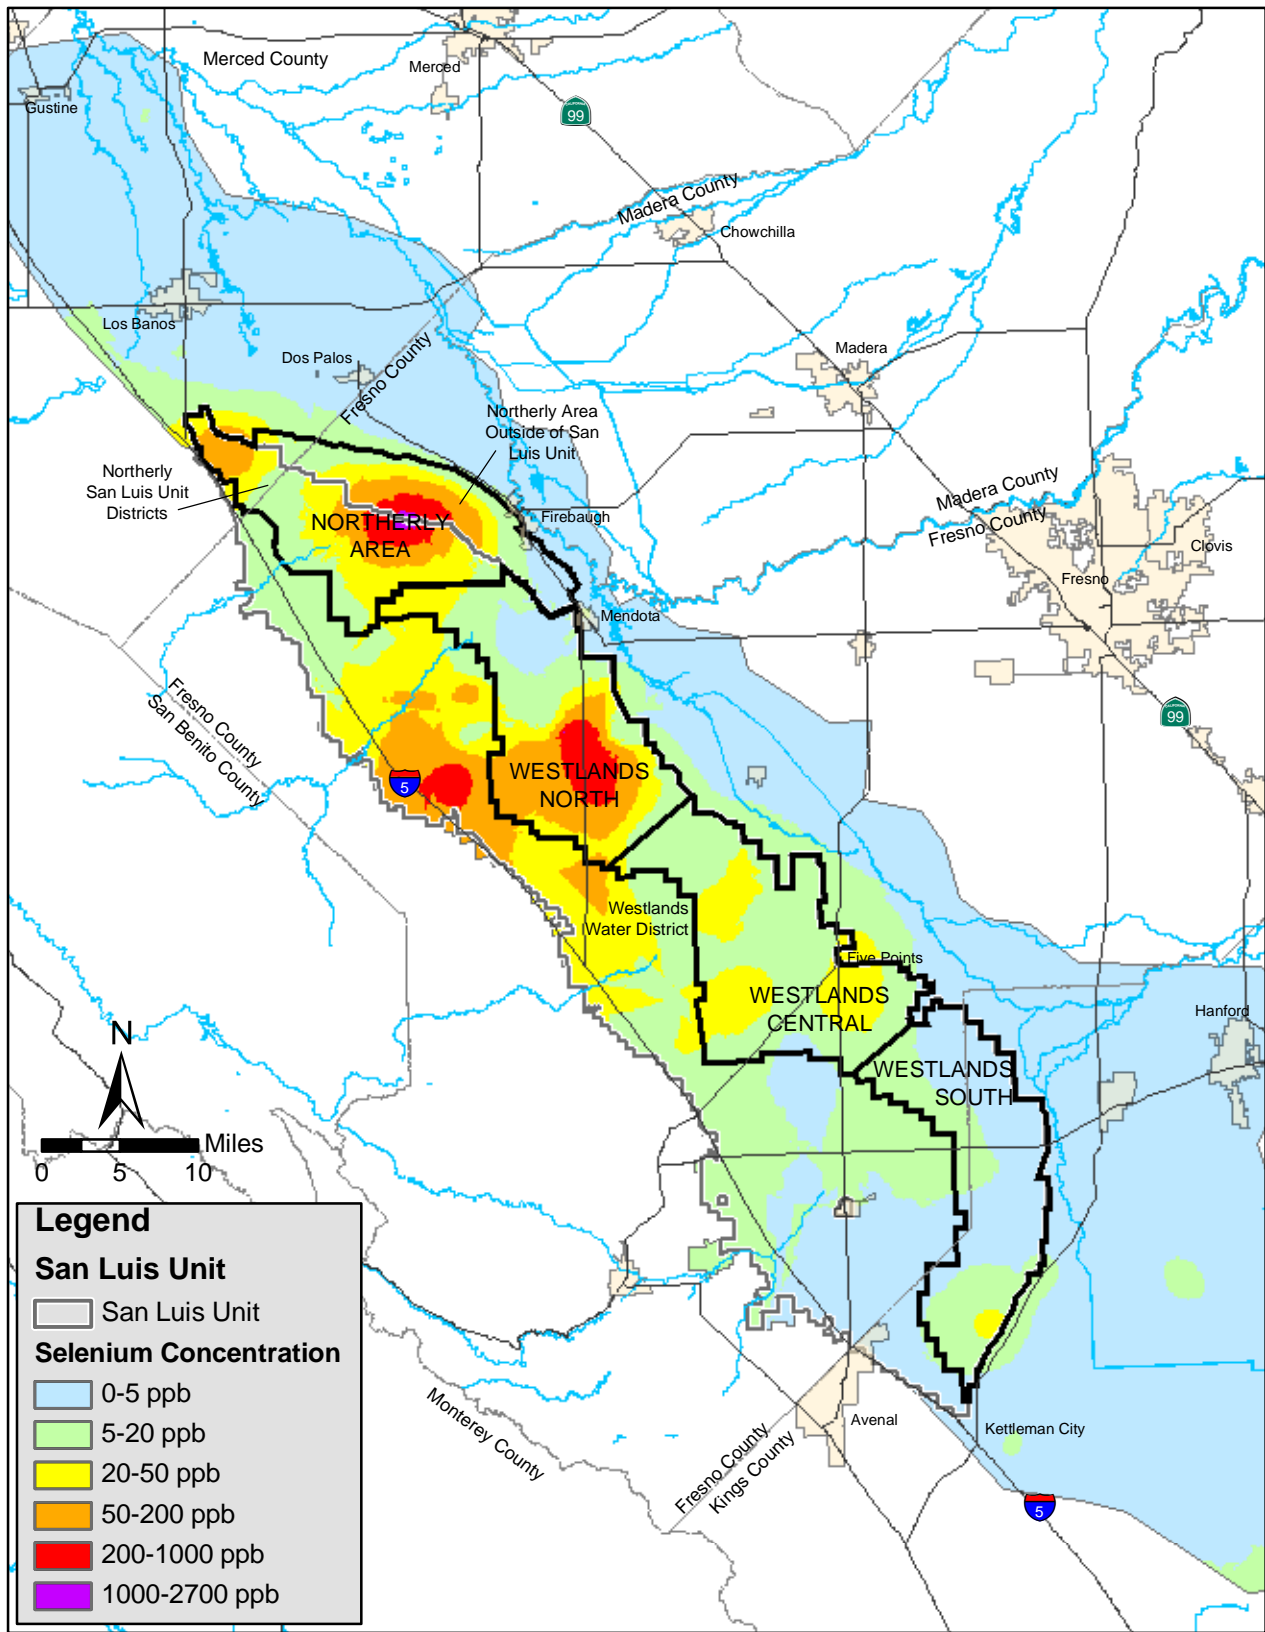 Merced County
Merced
Gustine
CALIFORNIA
99
Madera County
Chowchilla
Los Banos
Dos Palos
Fresno County
Madera
Northerly Area
Outside of San
Luis Unit
Northerly
San Luis Unit
Districts
NORTHERLY
AREA
Firebaugh
Madera County
Fresno County
Clovis
Fresno
Mendota
Fresno County
San Benito County
CALIFORNIA
99
5
WESTLANDS
NORTH
Westlands
Water District
Five Points
WESTLANDS
CENTRAL
Hanford
WESTLANDS
SOUTH
N
Miles
0 5 10
Legend
San Luis Unit
San Luis Unit
Selenium Concentration
0-5 ppb
5-20 ppb
20-50 ppb
50-200 ppb
200-1000 ppb
1000-2700 ppb
Monterey County
Avenal
Kettleman City
Fresno County
Kings County
5